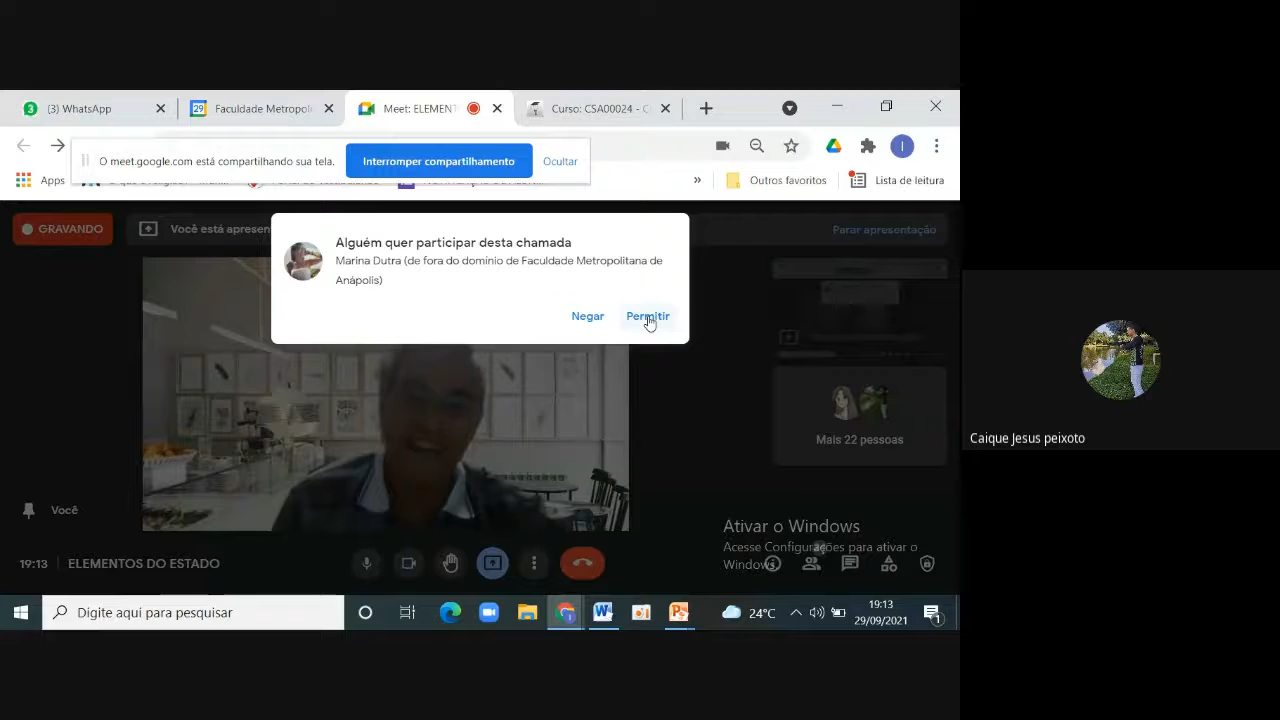 3
(3) WhatsApp
29
Faculdade Metropoli
Meet: ELEMEN
Curso: CSA00024 - C
O meet.google.com está compartilhando sua tela.
Interromper compartilhamento
Ocultar
I
Apps
Outros favoritos
Lista de leitura
GRAVANDO
Você está apresen
Parar apresentação
Alguém quer participar desta chamada
Marina Dutra (de fora do domínio de Faculdade Metropolitana de
Anápolis)
Negar
Permitir
Mais 22 pessoas
Caique Jesus peixoto
Você
Ativar o Windows
Acesse Configurações para ativar o
Windows.
19:13
ELEMENTOS DO ESTADO
Digite aqui para pesquisar
24°C
19:13
29/09/2021
1